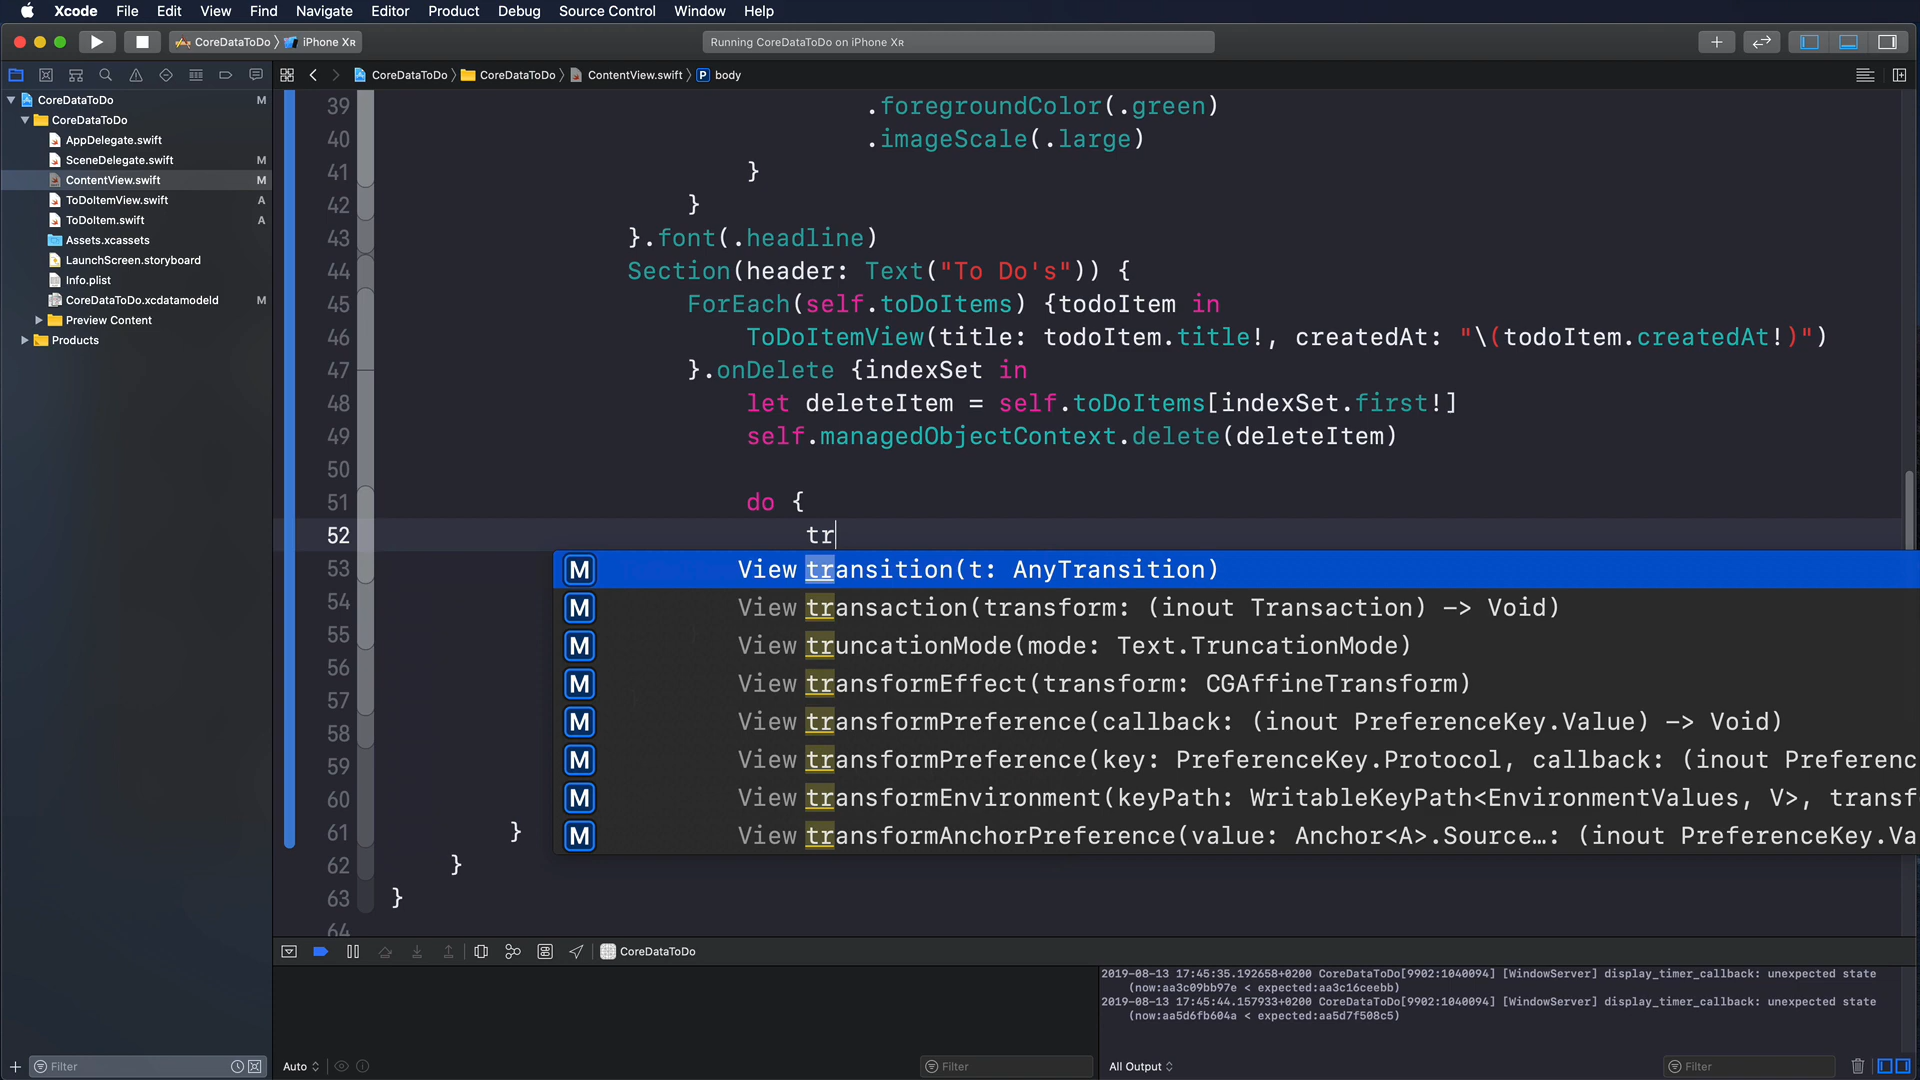 Xcode File Edit View Find Navigate Editor Product Debug Source Control Window Help
CoreDataToDo iPhone XR
Running CoreDataToDo on iPhone XR
CoreDataToDo CoreDataToDo ContentView.swift P body
CoreDataToDo M
CoreDataToDo
AppDelegate.swift
SceneDelegate.swift M
ContentView.swift M
ToDoItemView.swift A
ToDoItem.swift A
Assets.xcassets
LaunchScreen.storyboard
Info.plist
CoreDataToDo.xcdatamodeld M
Preview Content
Products
39 .foregroundColor(.green)
40 .imageScale(.large)
41 }
42 }
43 }.font(.headline)
44 Section(header: Text("To Do's")) {
45 ForEach(self.toDoItems) {todoItem in
46 ToDoItemView(title: todoItem.title!, createdAt: "\(todoItem.createdAt!)")
47 }.onDelete {indexSet in
48 let deleteItem = self.toDoItems[indexSet.first!]
49 self.managedObjectContext.delete(deleteItem)
50
51 do {
52 tr
53
54
55
56
57
58
59
60
61 }
62 }
63 }
64
M View transition(t: AnyTransition)
M View transaction(transform: (inout Transaction) -> Void)
M View truncationMode(mode: Text.TruncationMode)
M View transformEffect(transform: CGAffineTransform)
M View transformPreference(callback: (inout PreferenceKey.Value) -> Void)
M View transformPreference(key: PreferenceKey.Protocol, callback: (inout Preferenc
M View transformEnvironment(keyPath: WritableKeyPath<EnvironmentValues, V>, transf
M View transformAnchorPreference(value: Anchor<A>.Source…: (inout PreferenceKey.Va
CoreDataToDo
2019-08-13 17:45:35.192658+0200 CoreDataToDo[9902:1040094] [WindowServer] display_timer_callback: unexpected state
(now:aa3c09bb97e < expected:aa3c16ceebb)
2019-08-13 17:45:44.157933+0200 CoreDataToDo[9902:1040094] [WindowServer] display_timer_callback: unexpected state
(now:aa5d6fb604a < expected:aa5d7f508c5)
Filter
Auto
Filter
All Output
Filter